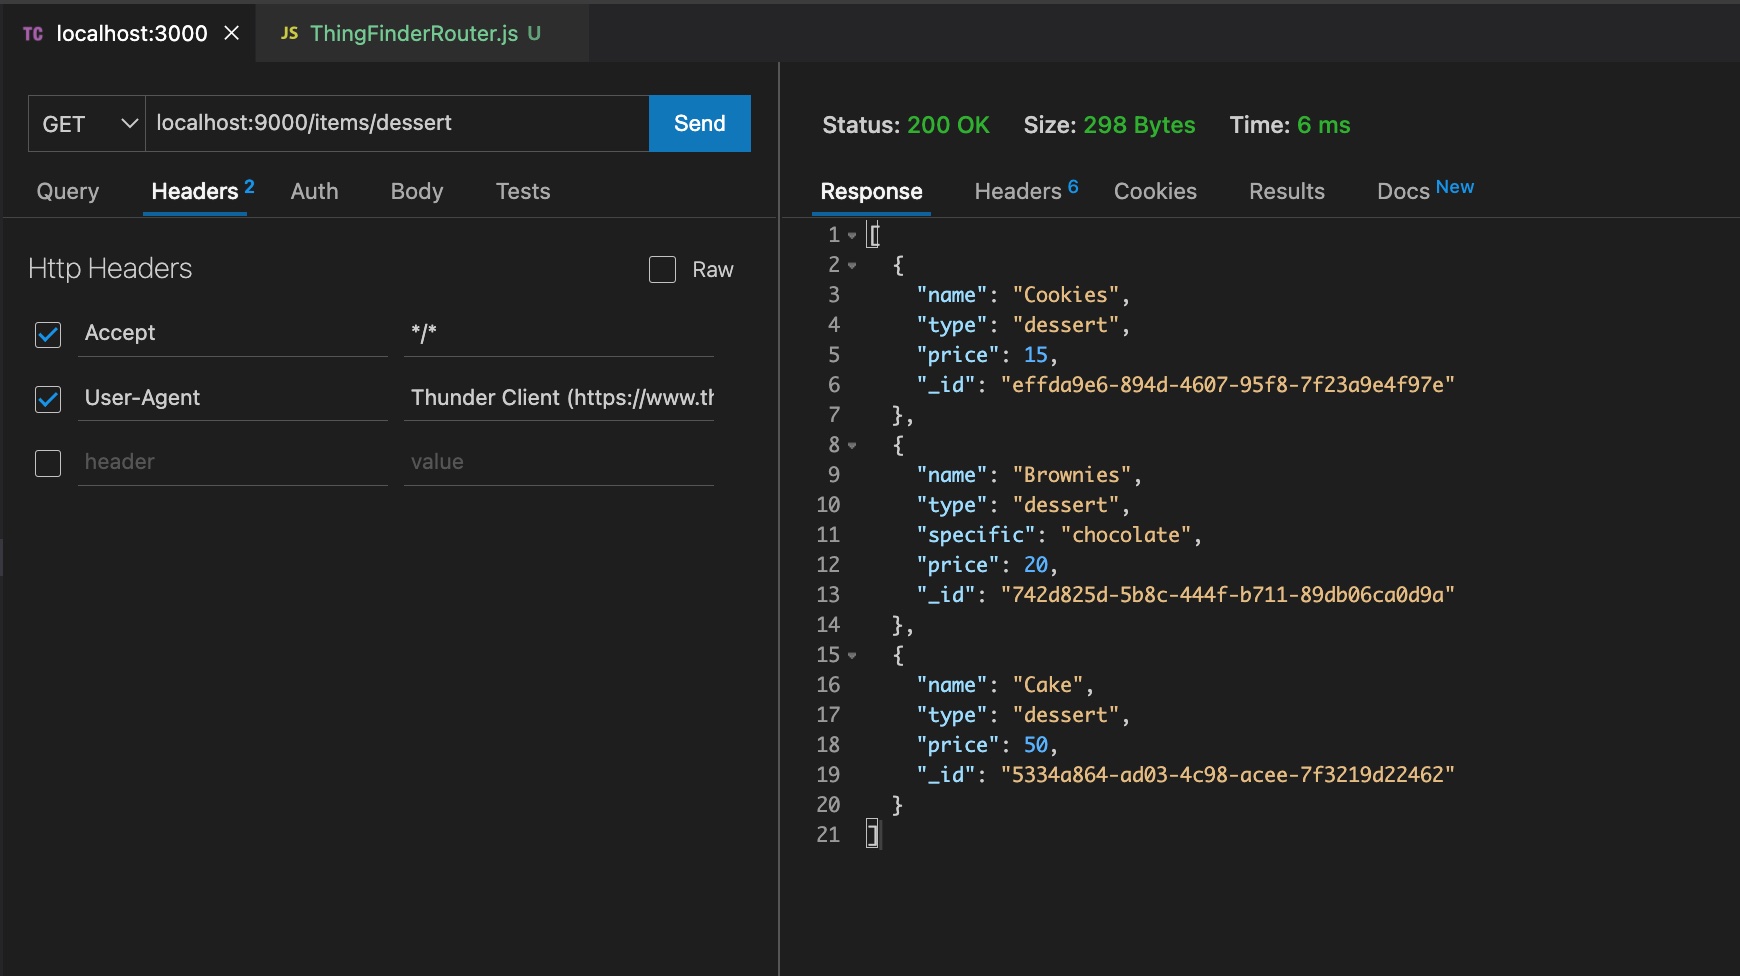 TC localhost:3000 × JS ThingFinderRouter.js U
GET localhost:9000/items/dessert Send
Query Headers 2 Auth Body Tests
Http Headers Raw
Accept */*
User-Agent Thunder Client (https://www.th
header value
Status: 200 OK Size: 298 Bytes Time: 6 ms
Response Headers 6 Cookies Results Docs New
1 [
2 {
3 "name": "Cookies",
4 "type": "dessert",
5 "price": 15,
6 "_id": "effda9e6-894d-4607-95f8-7f23a9e4f97e"
7 },
8 {
9 "name": "Brownies",
10 "type": "dessert",
11 "specific": "chocolate",
12 "price": 20,
13 "_id": "742d825d-5b8c-444f-b711-89db06ca0d9a"
14 },
15 {
16 "name": "Cake",
17 "type": "dessert",
18 "price": 50,
19 "_id": "5334a864-ad03-4c98-acee-7f3219d22462"
20 }
21 ]